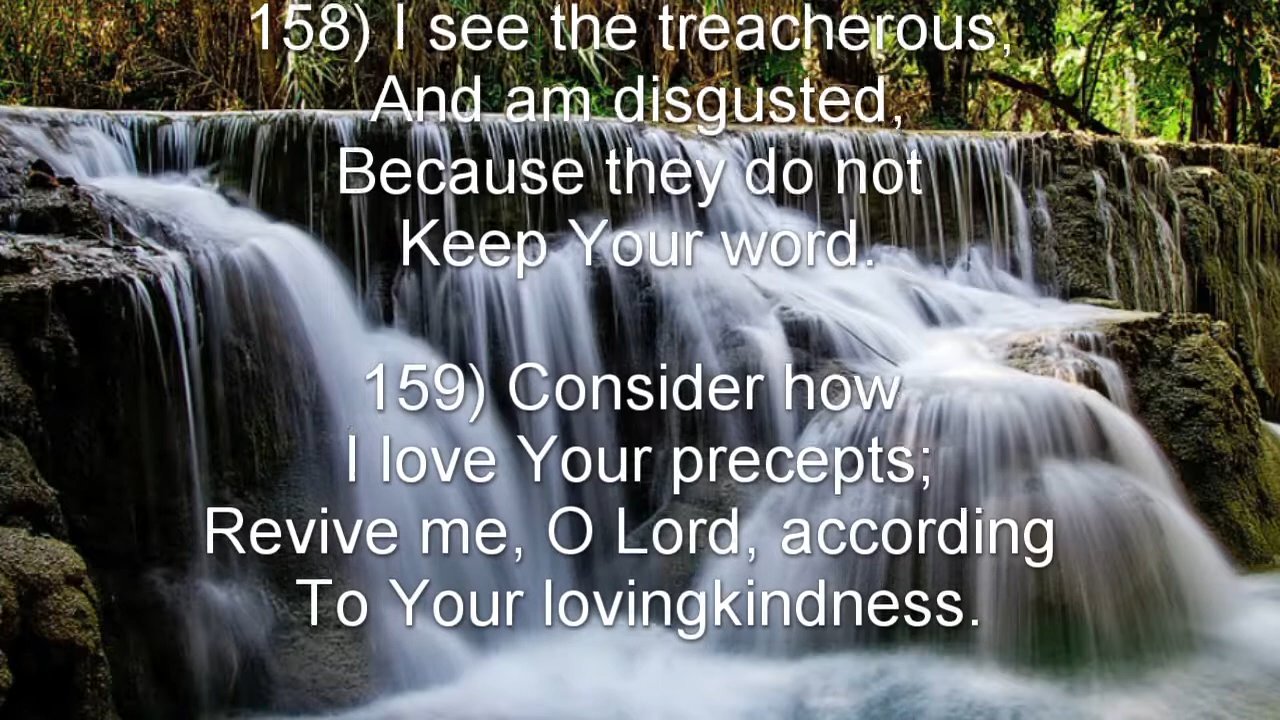 158) I see the treacherous,
And am disgusted,
Because they do not
Keep Your word.
159) Consider how
I love Your precepts;
Revive me, O Lord, according
To Your lovingkindness.